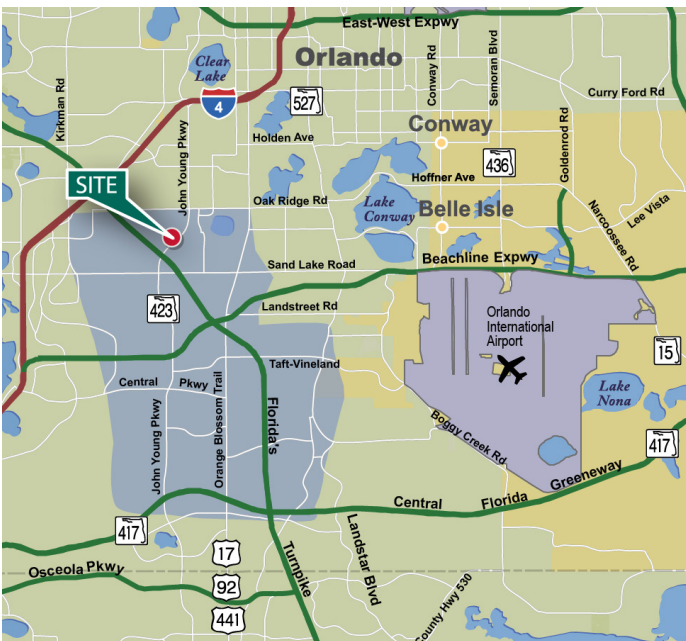 East-West Expwy
Orlando
Clear
Lake
Kirkman Rd
John Young Pkwy
4
527
Conway Rd
Semoran Blvd
Curry Ford Rd
Holden Ave
Conway
436
Goldenrod Rd
Hoffner Ave
SITE
Oak Ridge Rd
Lake
Conway
Belle Isle
Narcoossee Rd
Lee Vista
Sand Lake Road
Beachline Expwy
423
Landstreet Rd
Orlando
International
Airport
15
Taft-Vineland
Central Pkwy
Lake
Nona
John Young Pkwy
Orange Blossom Trail
Florida's
Boggy Creek Rd
417
Central Florida Greeneway
417
17
Landstar Blvd
Osceola Pkwy
92
Turnpike
441
County Hwy 530